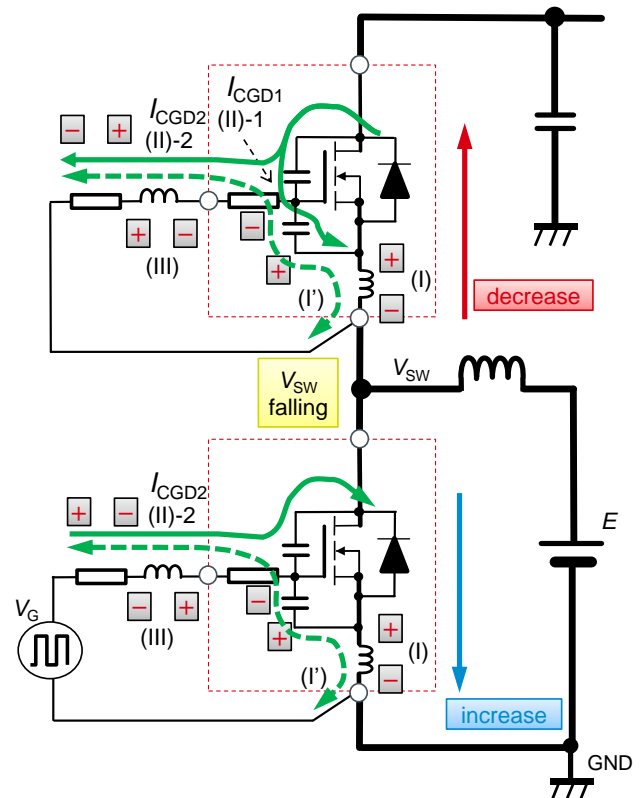 I_CGD1
(II)-1
I_CGD2
(II)-2
− +
+ −
(III)
−
+
(I')
+
−
(I)
decrease
V_SW
falling
V_SW
I_CGD2
(II)-2
+ −
V_G
− +
(III)
−
+
(I')
+
−
(I)
increase
E
GND